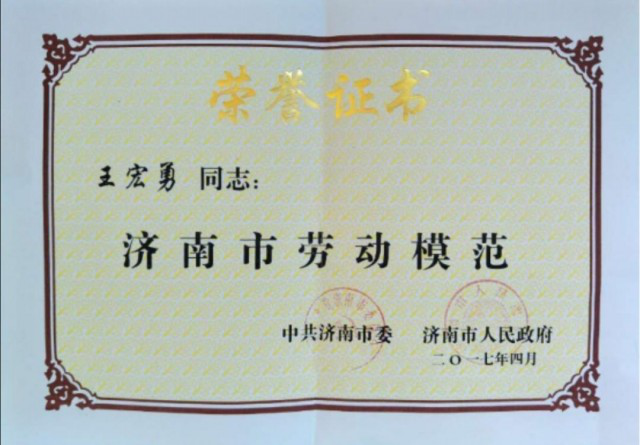 荣誉证书
王宏勇 同志：
济南市劳动模范
中共济南市委 济南市人民政府
二〇一七年四月